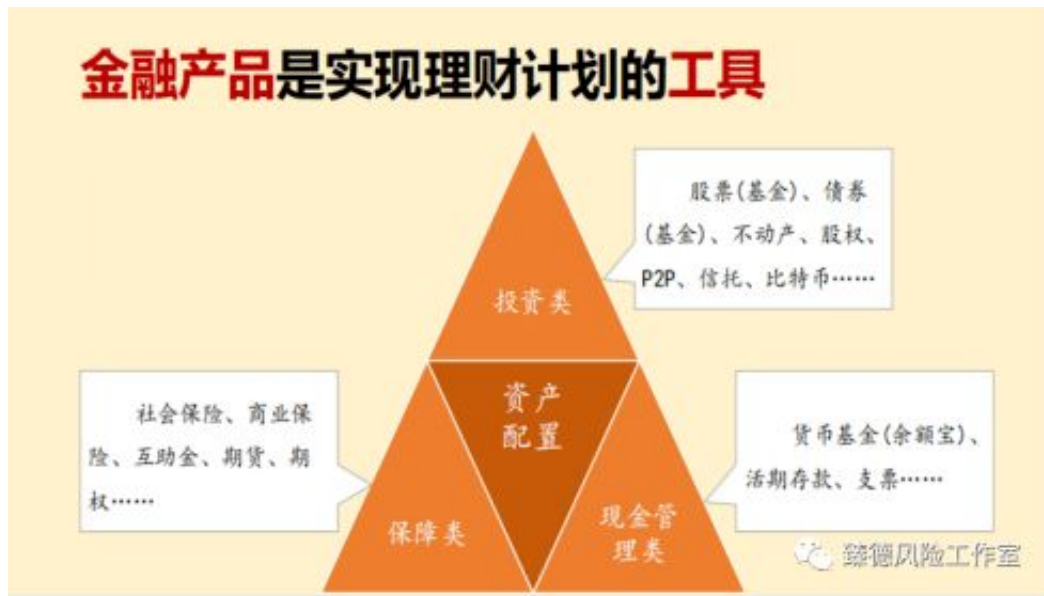 金融产品是实现理财计划的工具
股票(基金)、债券
(基金)、不动产、股权、
P2P、信托、比特币……
投资类
资产
配置
社会保险、商业保
险、互助金、期货、期
权……
保障类
货币基金(余额宝)、
活期存款、支票……
现金管
理类
臻德风险工作室